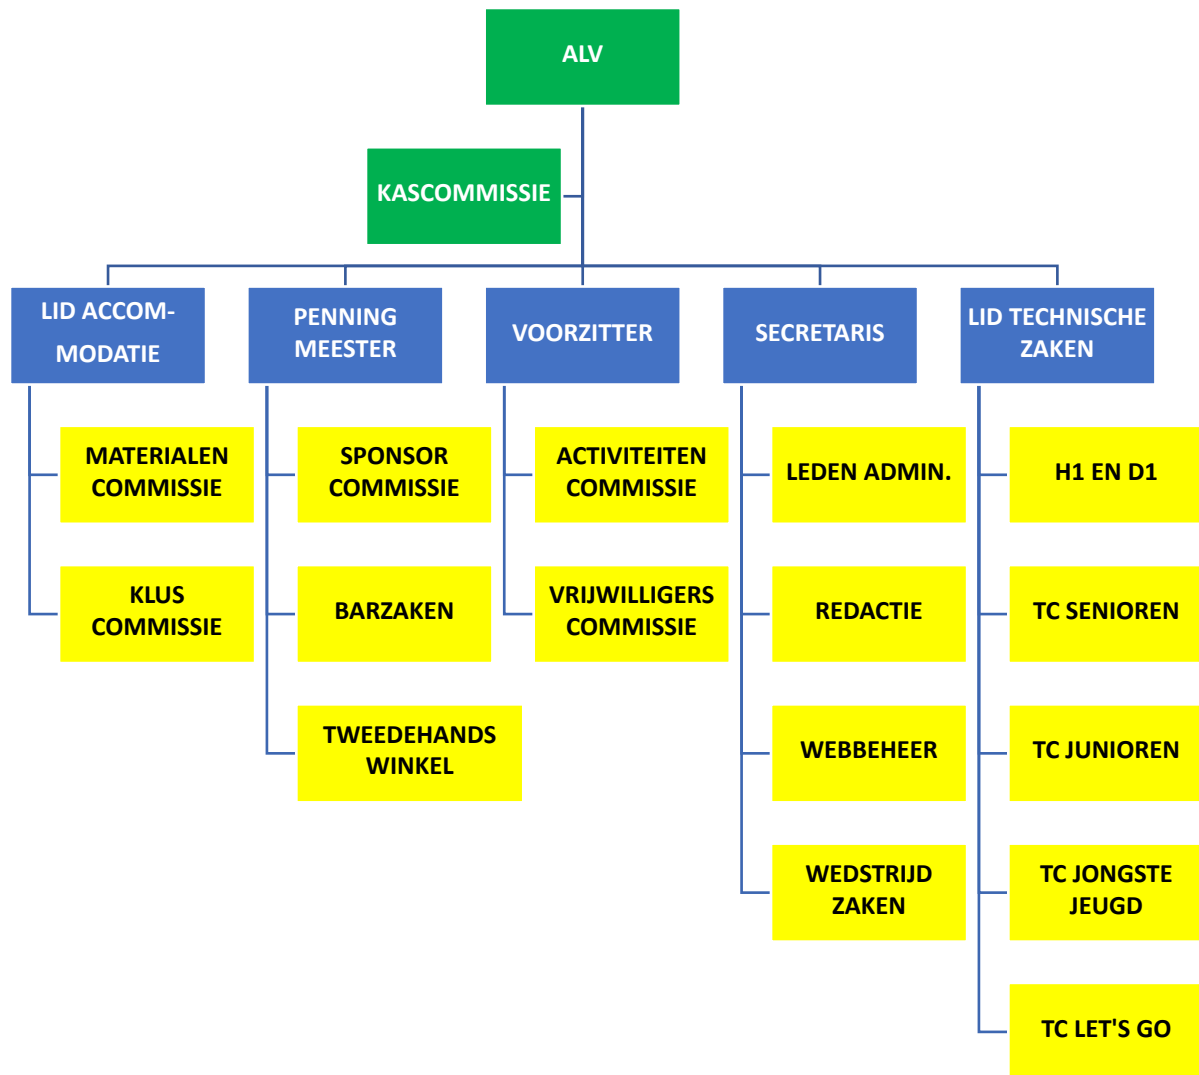 ALV
KASCOMMISSIE
LID ACCOM-
MODATIE
PENNING
MEESTER
VOORZITTER
SECRETARIS
LID TECHNISCHE
ZAKEN
MATERIALEN
COMMISSIE
SPONSOR
COMMISSIE
ACTIVITEITEN
COMMISSIE
LEDEN ADMIN.
H1 EN D1
KLUS
COMMISSIE
BARZAKEN
VRIJWILLIGERS
COMMISSIE
REDACTIE
TC SENIOREN
TWEEDEHANDS
WINKEL
WEBBEHEER
TC JUNIOREN
WEDSTRIJD
ZAKEN
TC JONGSTE
JEUGD
TC LET'S GO